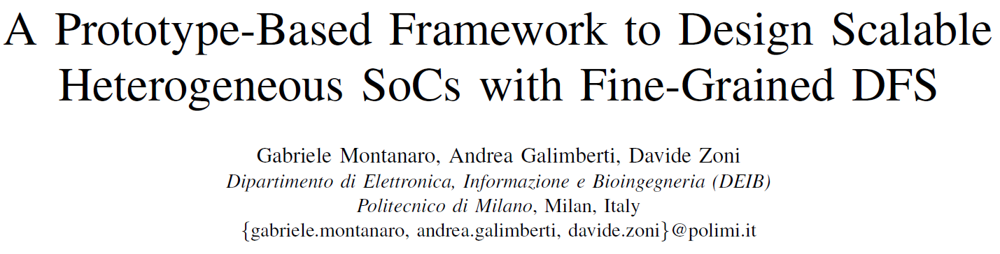 A Prototype-Based Framework to Design Scalable
Heterogeneous SoCs with Fine-Grained DFS
Gabriele Montanaro, Andrea Galimberti, Davide Zoni
Dipartimento di Elettronica, Informazione e Bioingegneria (DEIB)
Politecnico di Milano, Milan, Italy
{gabriele.montanaro, andrea.galimberti, davide.zoni}@polimi.it